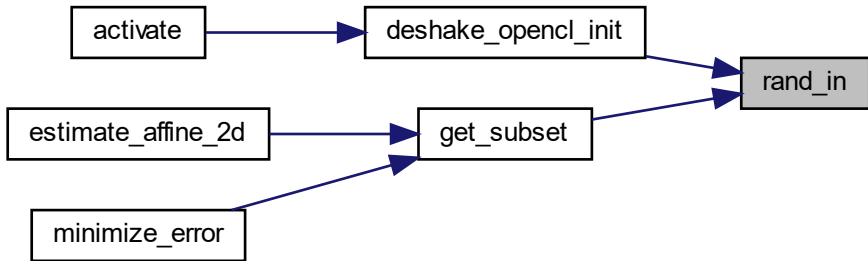 activate
deshake_opencl_init
rand_in
estimate_affine_2d
get_subset
minimize_error